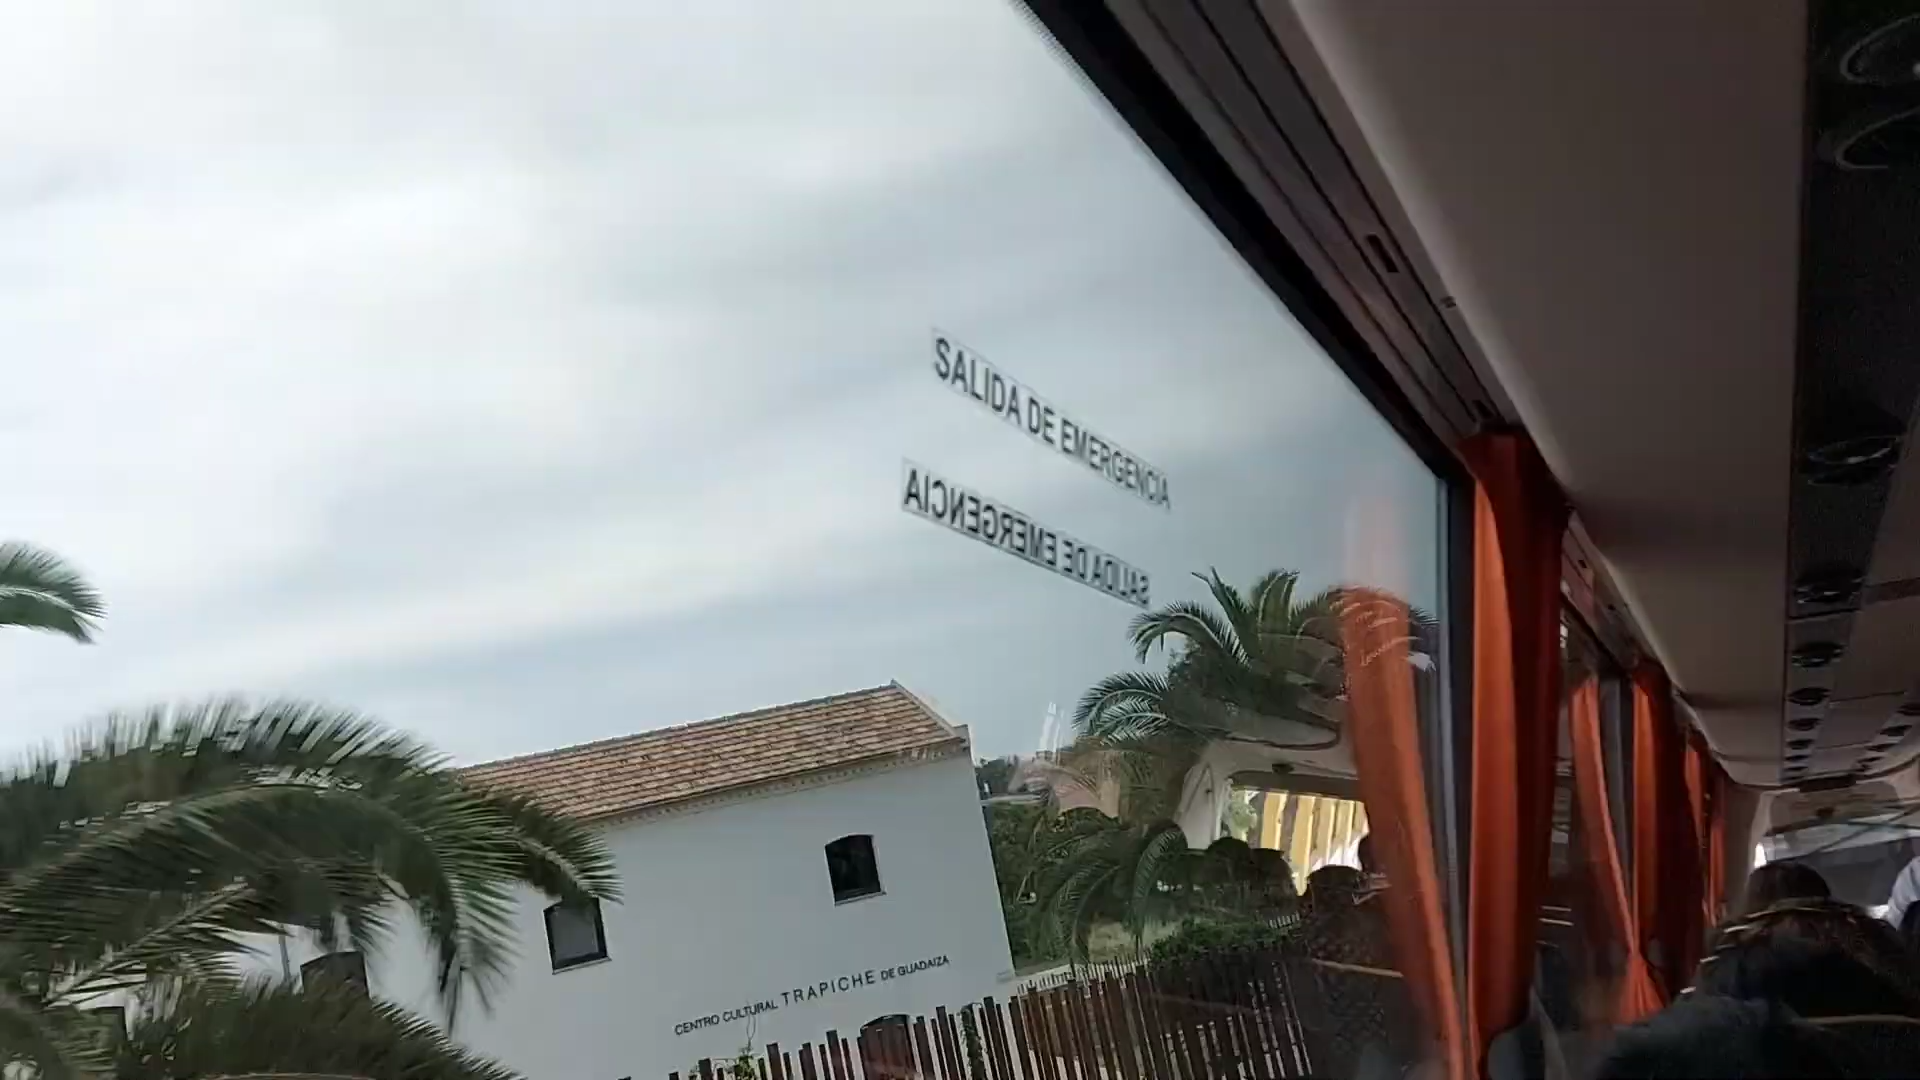 SALIDA DE EMERGENCIA
SALIDA DE EMERGENCIA
CENTRO CULTURAL TRAPICHE DE GUADAIZA